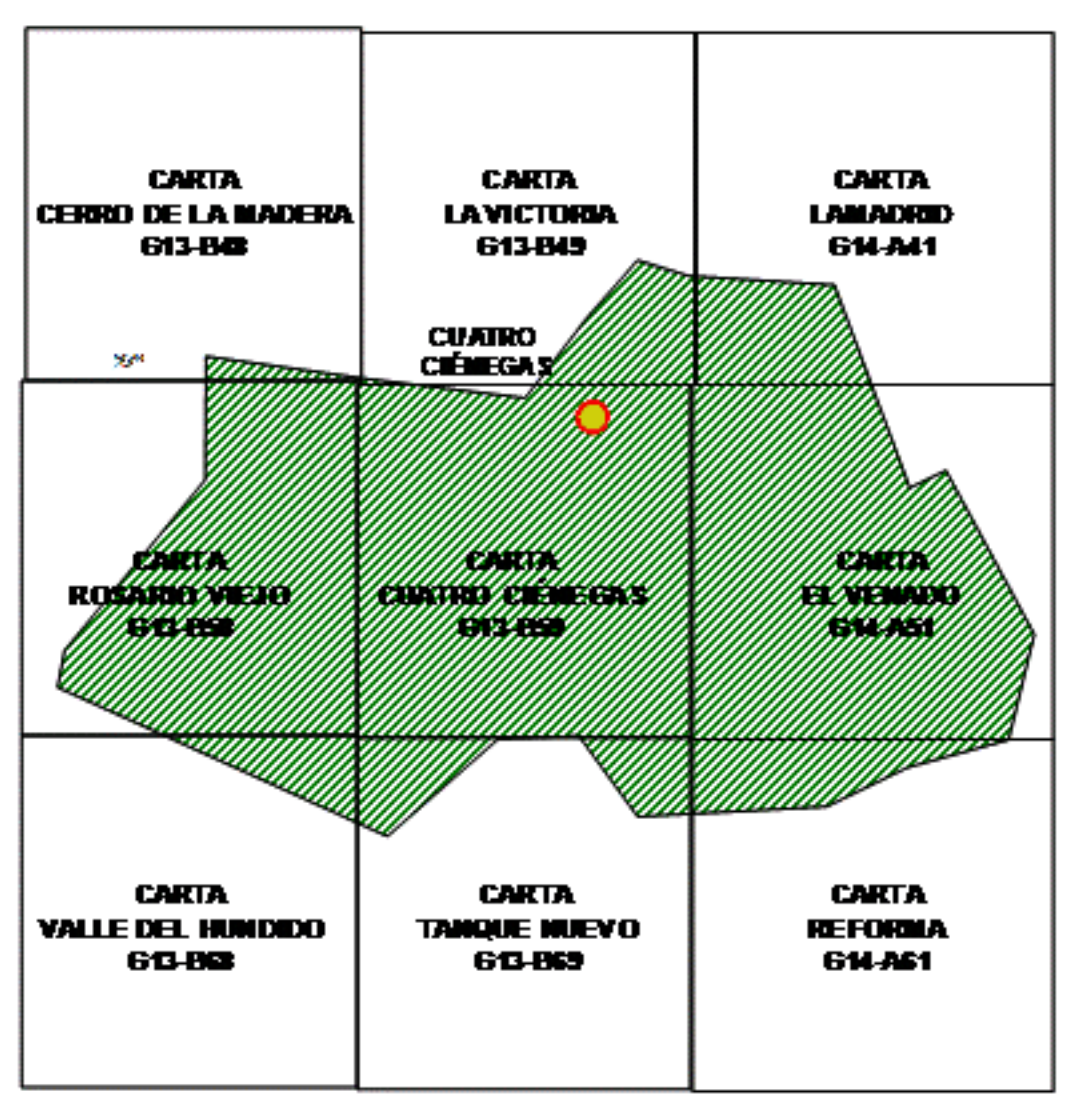 CARTA
CERRO DE LA MADERA
G13-B48
CARTA
LA VICTORIA
G13-B49
CARTA
LAMADRID
G14-A41
CUATRO
CIÉNEGAS
CARTA
ROSARIO VIEJO
G13-B58
CARTA
CUATRO CIÉNEGAS
G13-B59
CARTA
EL VENADO
G14-A51
CARTA
VALLE DEL HUNDIDO
G13-B68
CARTA
TANQUE NUEVO
G13-B69
CARTA
REFORMA
G14-A61